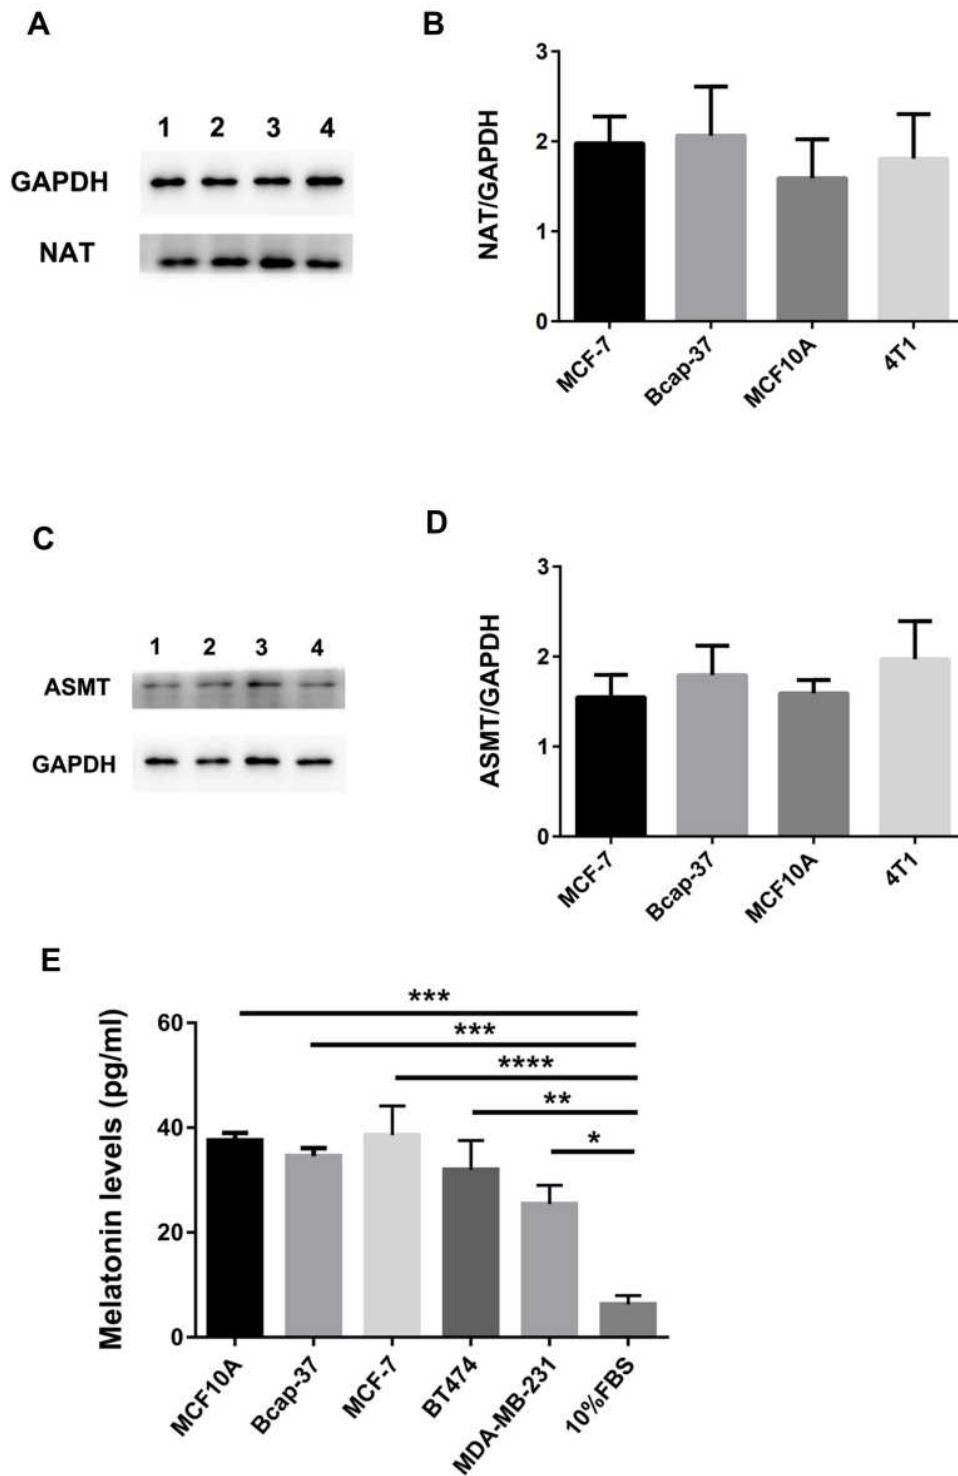 A
1 2 3 4
GAPDH
NAT
B
NAT/GAPDH
3
2
1
0
MCF-7
Bcap-37
MCF10A
4T1
C
1 2 3 4
ASMT
GAPDH
D
ASMT/GAPDH
3
2
1
0
MCF-7
Bcap-37
MCF10A
4T1
E
Melatonin levels (pg/ml)
60
40
20
0
***
***
****
**
*
MCF10A
Bcap-37
MCF-7
BT474
MDA-MB-231
10%FBS